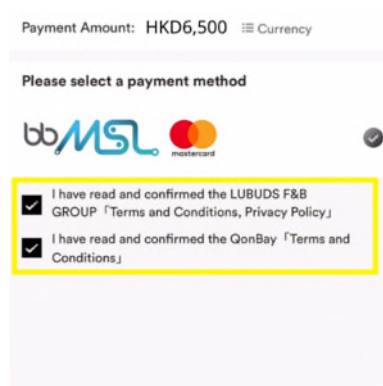 Payment Amount: HKD6,500 Currency
Please select a payment method
bbMSL
mastercard
I have read and confirmed the LUBUDS F&B
GROUP「Terms and Conditions, Privacy Policy」
I have read and confirmed the QonBay「Terms and
Conditions」